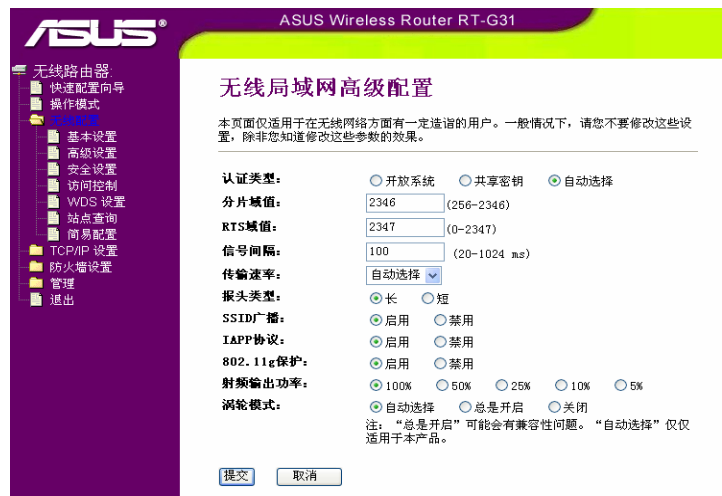 ASUS®
ASUS Wireless Router RT-G31
无线路由器
快速配置向导
操作模式
无线配置
基本设置
高级设置
安全设置
访问控制
WDS 设置
站点查询
简易配置
TCP/IP 设置
防火墙设置
管理
退出
无线局域网高级配置
本页面仅适用于在无线网络方面有一定造诣的用户。一般情况下，请您不要修改这些设
置，除非您知道修改这些参数的效果。
认证类型： 开放系统 共享密钥 自动选择
分片域值： 2346 (256-2346)
RTS域值： 2347 (0-2347)
信号间隔： 100 (20-1024 ms)
传输速率： 自动选择
报头类型： 长 短
SSID广播： 启用 禁用
IAPP协议： 启用 禁用
802.11g保护： 启用 禁用
射频输出功率： 100% 50% 25% 10% 5%
涡轮模式： 自动选择 总是开启 关闭
注：“总是开启”可能会有兼容性问题。“自动选择”仅仅
适用于本产品。
提交 取消